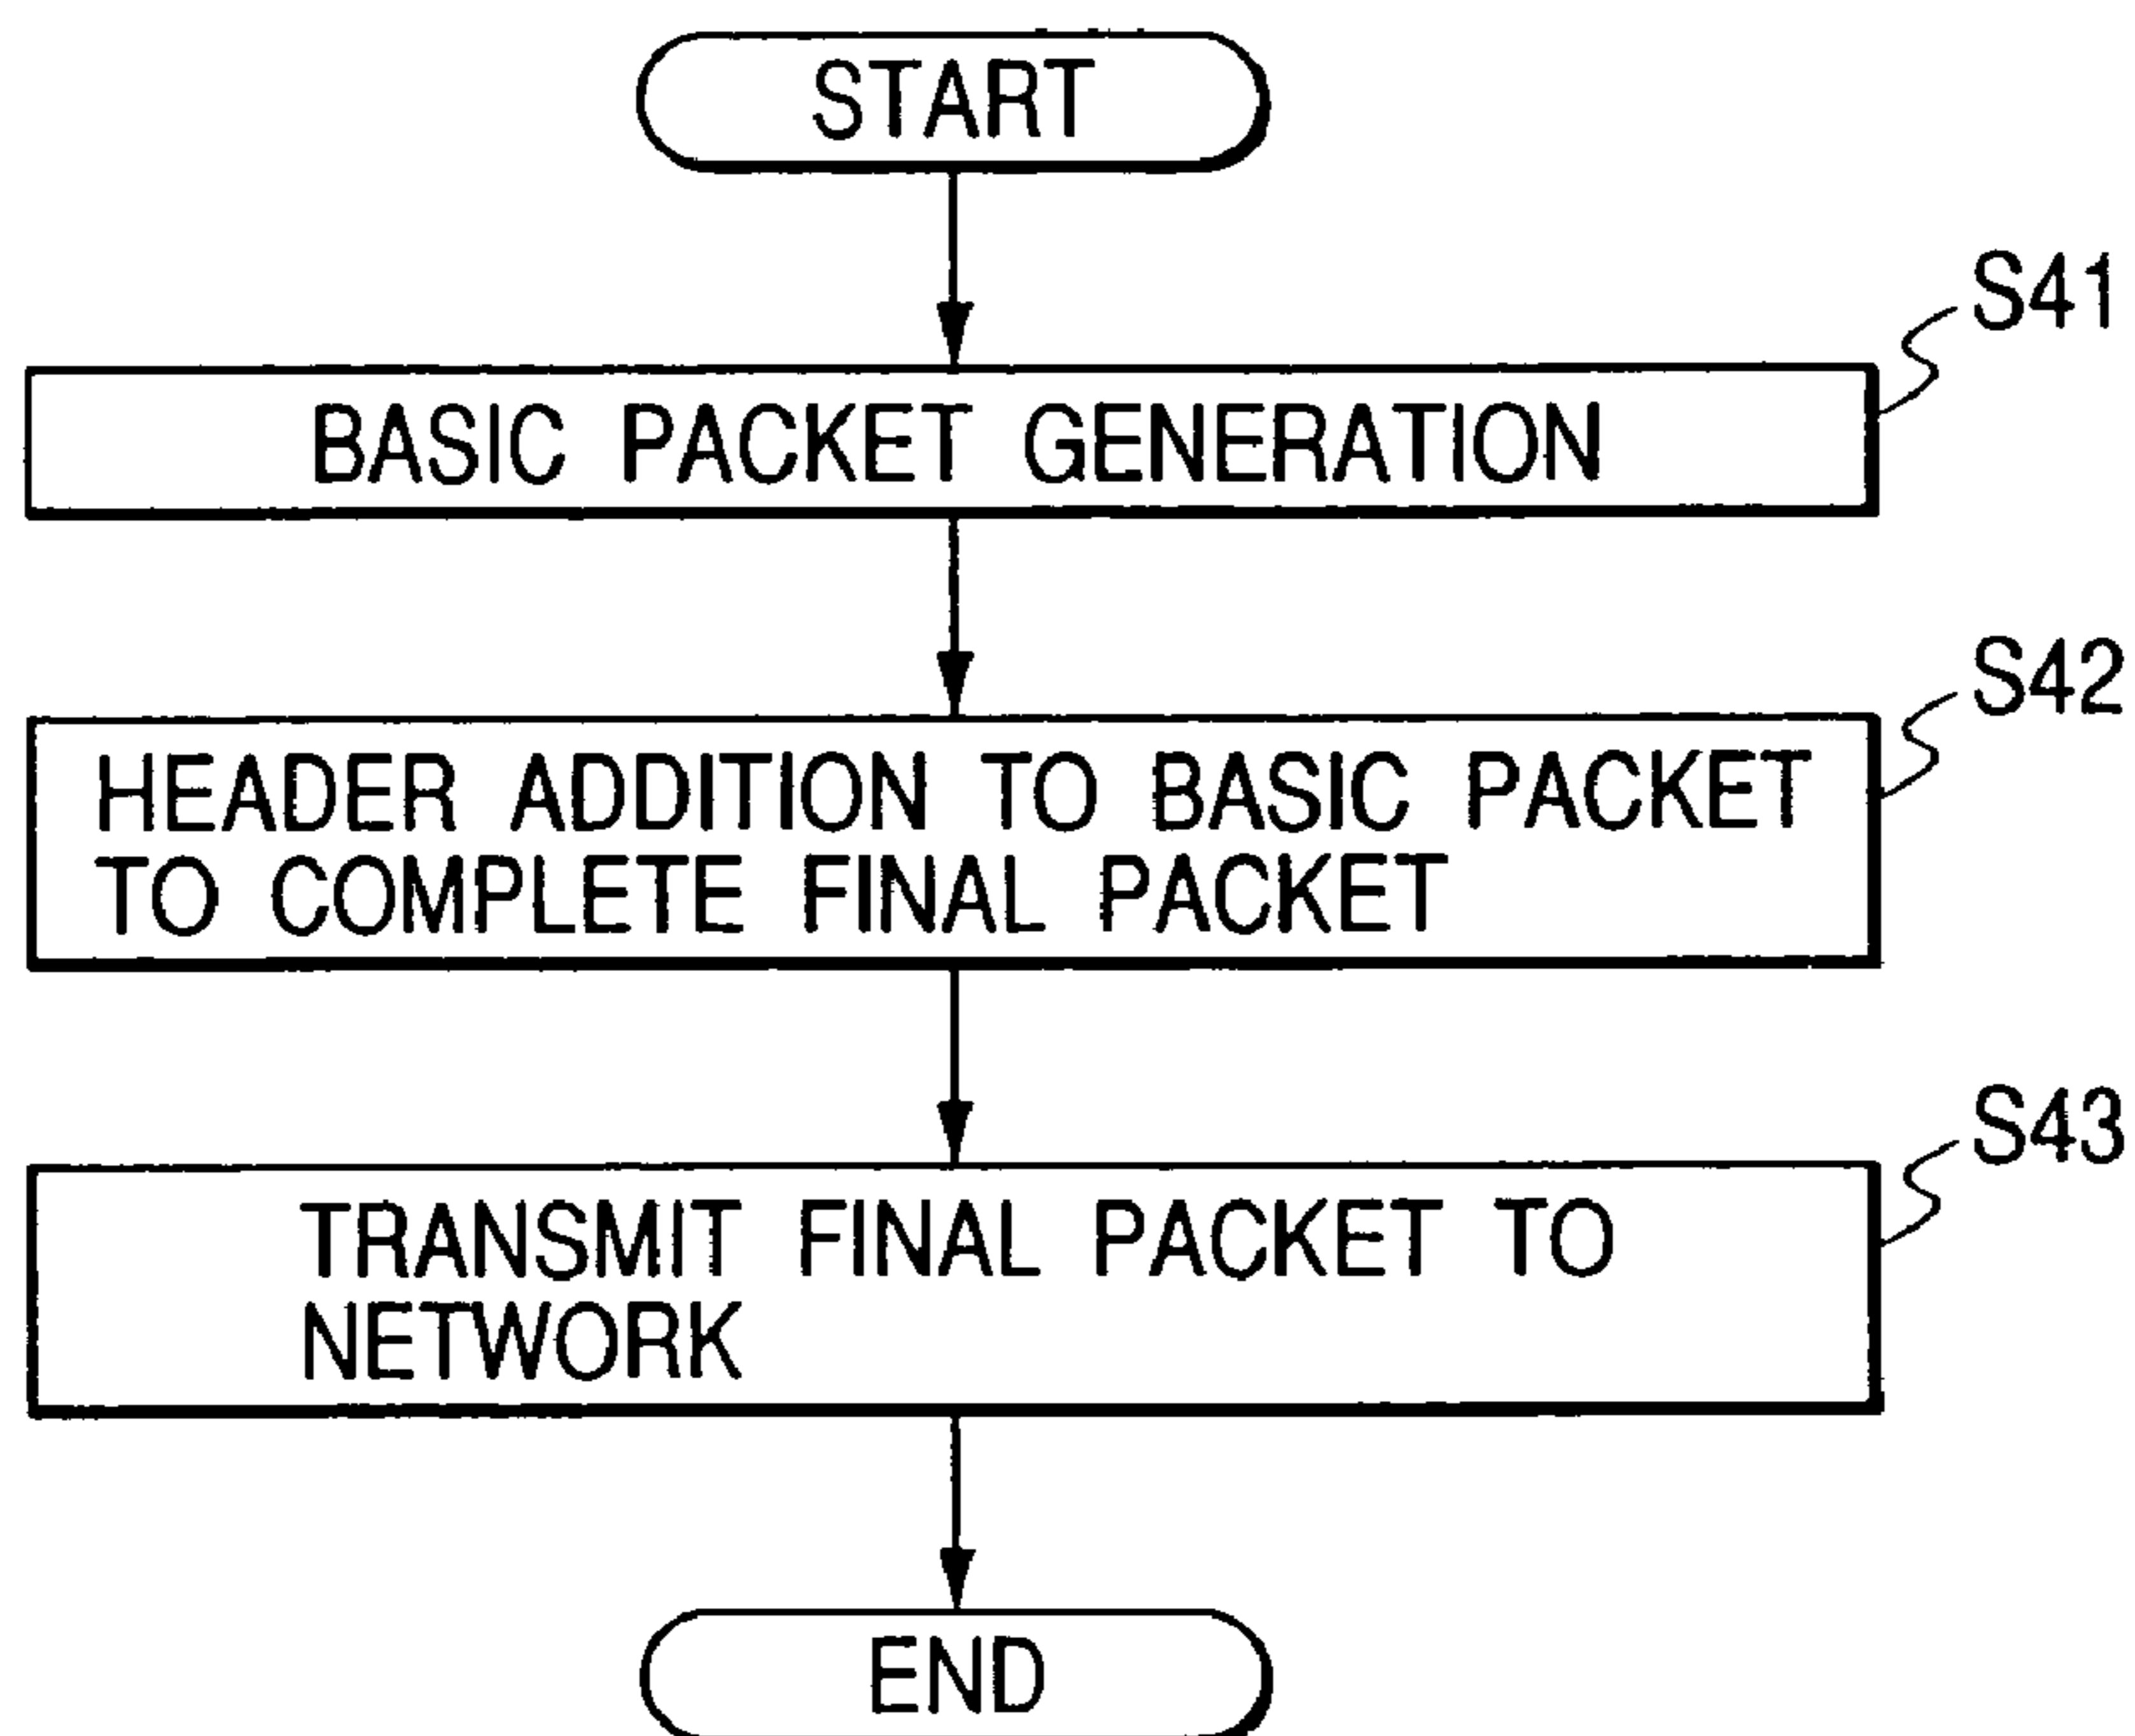 START
S41
BASIC PACKET GENERATION
S42
HEADER ADDITION TO BASIC PACKET
TO COMPLETE FINAL PACKET
S43
TRANSMIT FINAL PACKET TO
NETWORK
END